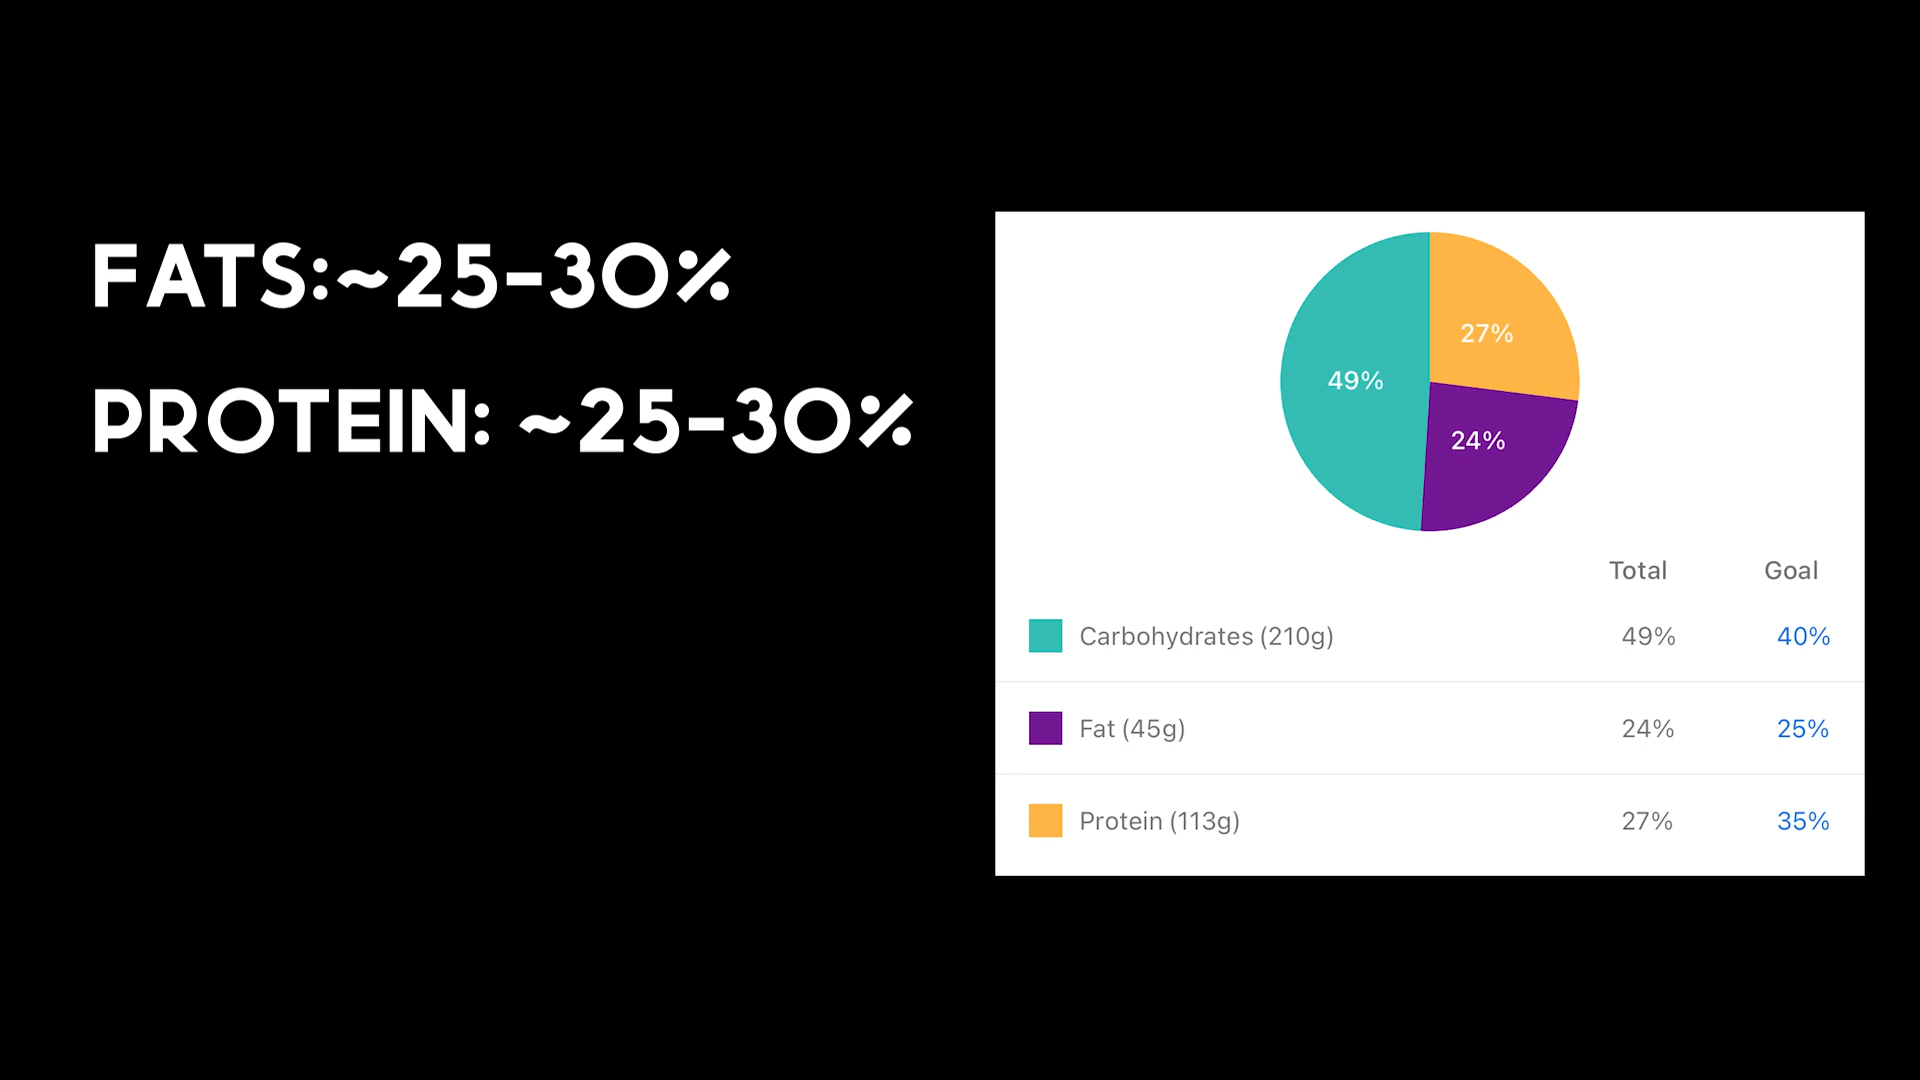 FATS:~25-30%
PROTEIN: ~25-30%
27%
49%
24%
Total Goal
Carbohydrates (210g) 49% 40%
Fat (45g) 24% 25%
Protein (113g) 27% 35%